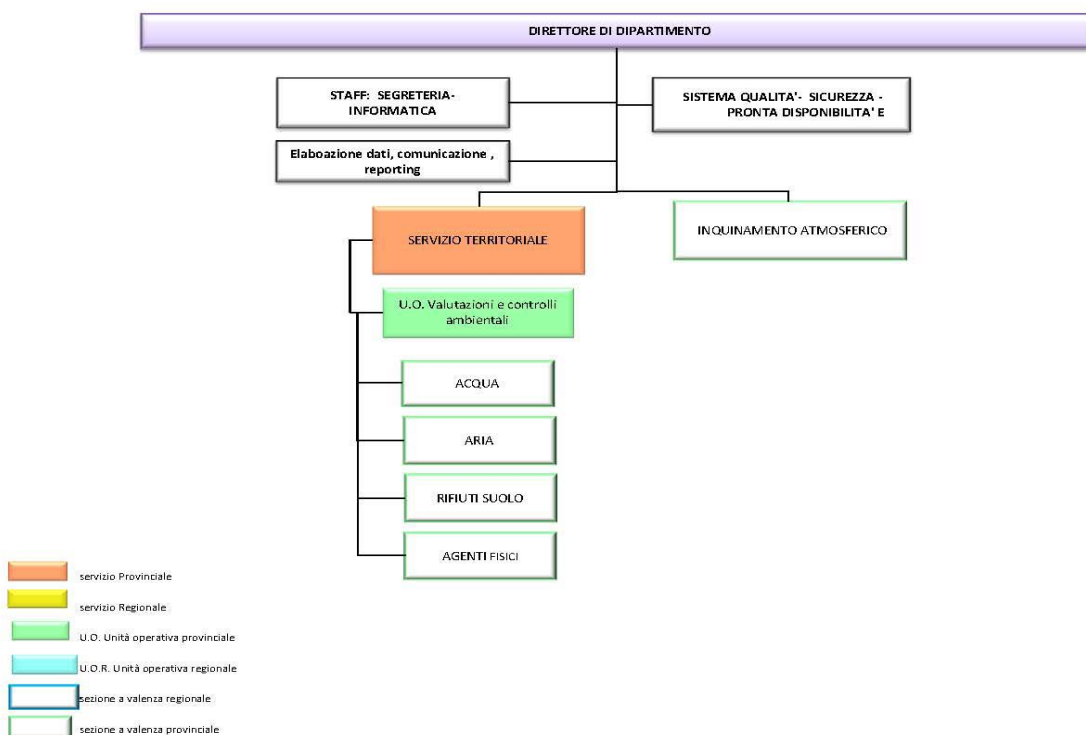 DIRETTORE DI DIPARTIMENTO
STAFF: SEGRETERIA-
INFORMATICA
SISTEMA QUALITA'- SICUREZZA -
PRONTA DISPONIBILITA' E
Elaboazione dati, comunicazione ,
reporting
SERVIZIO TERRITORIALE
INQUINAMENTO ATMOSFERICO
U.O. Valutazioni e controlli
ambientali
ACQUA
ARIA
RIFIUTI SUOLO
AGENTI FISICI
servizio Provinciale
servizio Regionale
U.O. Unità operativa provinciale
U.O.R. Unità operativa regionale
sezione a valenza regionale
sezione a valenza provinciale